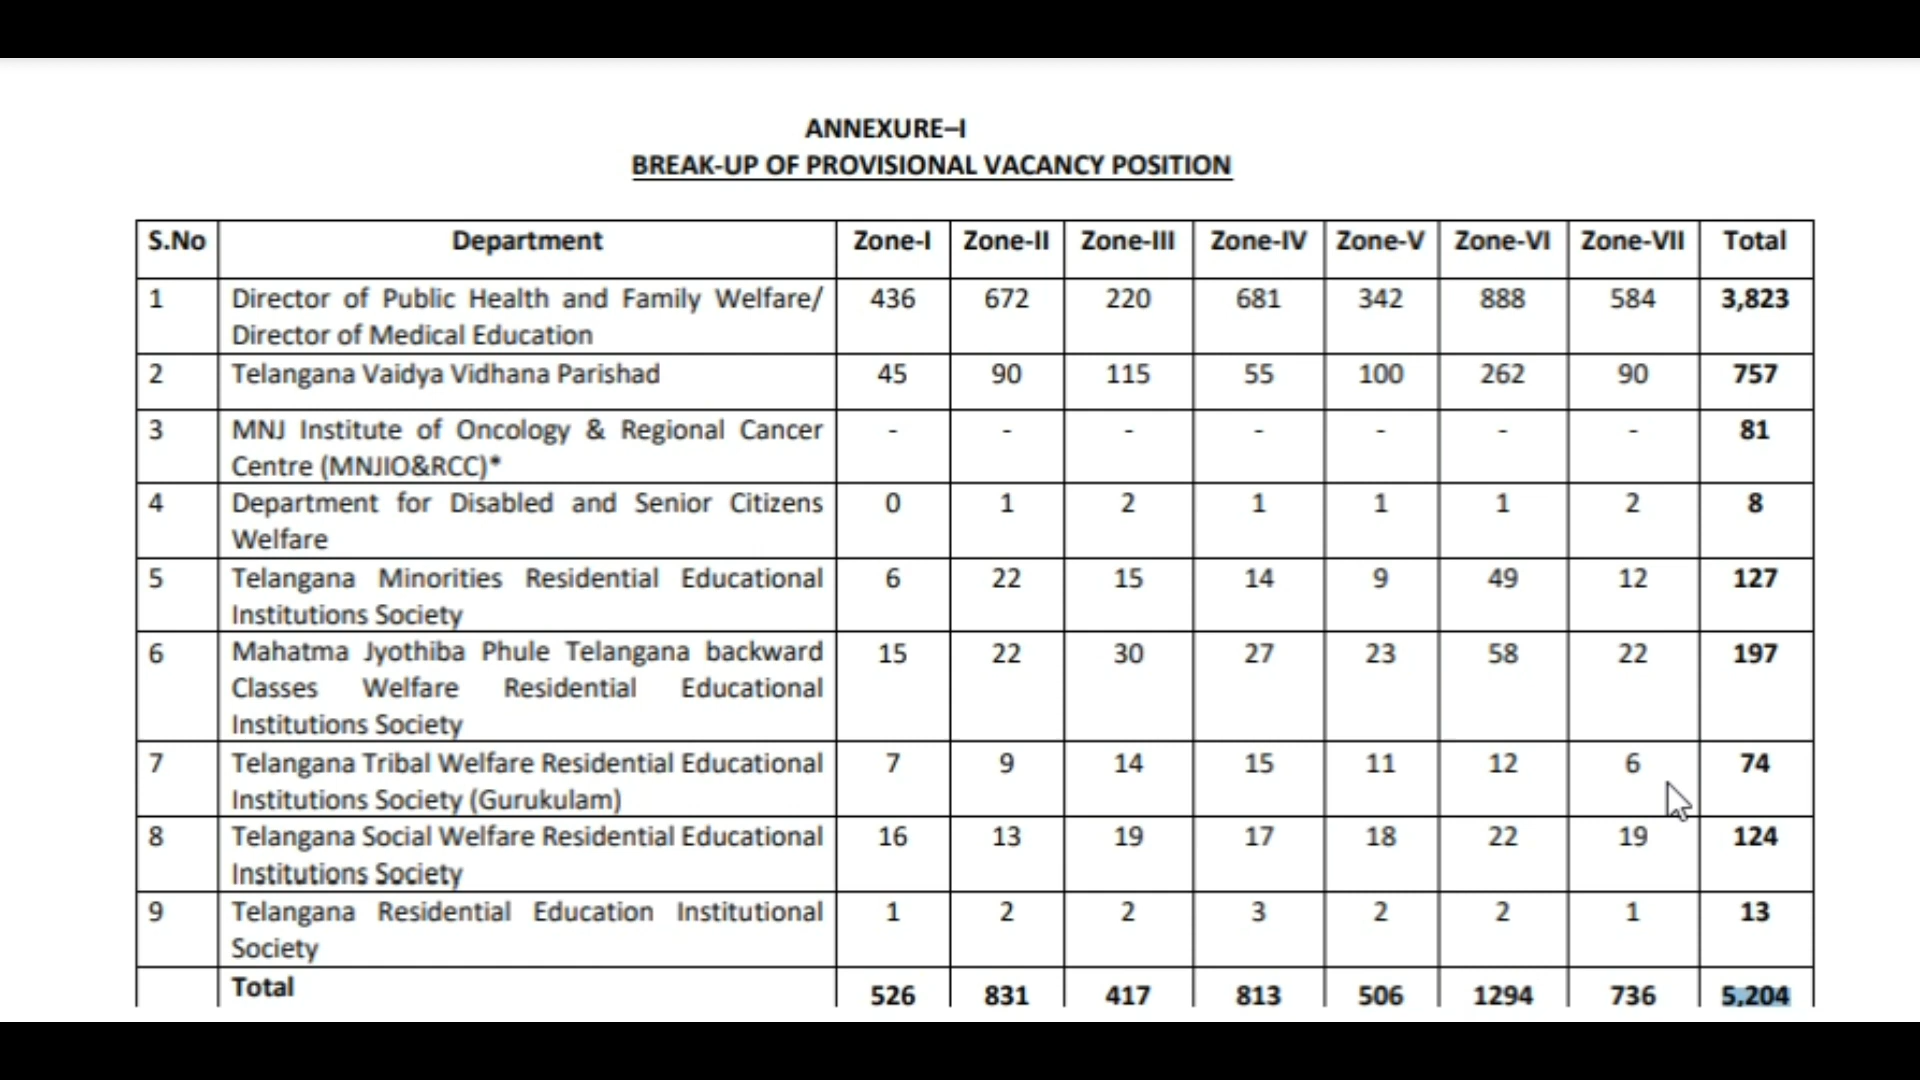 ANNEXURE–I
BREAK-UP OF PROVISIONAL VACANCY POSITION
S.No Department Zone-I Zone-II Zone-III Zone-IV Zone-V Zone-VI Zone-VII Total
1 Director of Public Health and Family Welfare/ 436 672 220 681 342 888 584 3,823
Director of Medical Education
2 Telangana Vaidya Vidhana Parishad 45 90 115 55 100 262 90 757
3 MNJ Institute of Oncology & Regional Cancer - - - - - - - 81
Centre (MNJIO&RCC)*
4 Department for Disabled and Senior Citizens 0 1 2 1 1 1 2 8
Welfare
5 Telangana Minorities Residential Educational 6 22 15 14 9 49 12 127
Institutions Society
6 Mahatma Jyothiba Phule Telangana backward 15 22 30 27 23 58 22 197
Classes Welfare Residential Educational
Institutions Society
7 Telangana Tribal Welfare Residential Educational 7 9 14 15 11 12 6 74
Institutions Society (Gurukulam)
8 Telangana Social Welfare Residential Educational 16 13 19 17 18 22 19 124
Institutions Society
9 Telangana Residential Education Institutional 1 2 2 3 2 2 1 13
Society
Total 526 831 417 813 506 1294 736 5,204